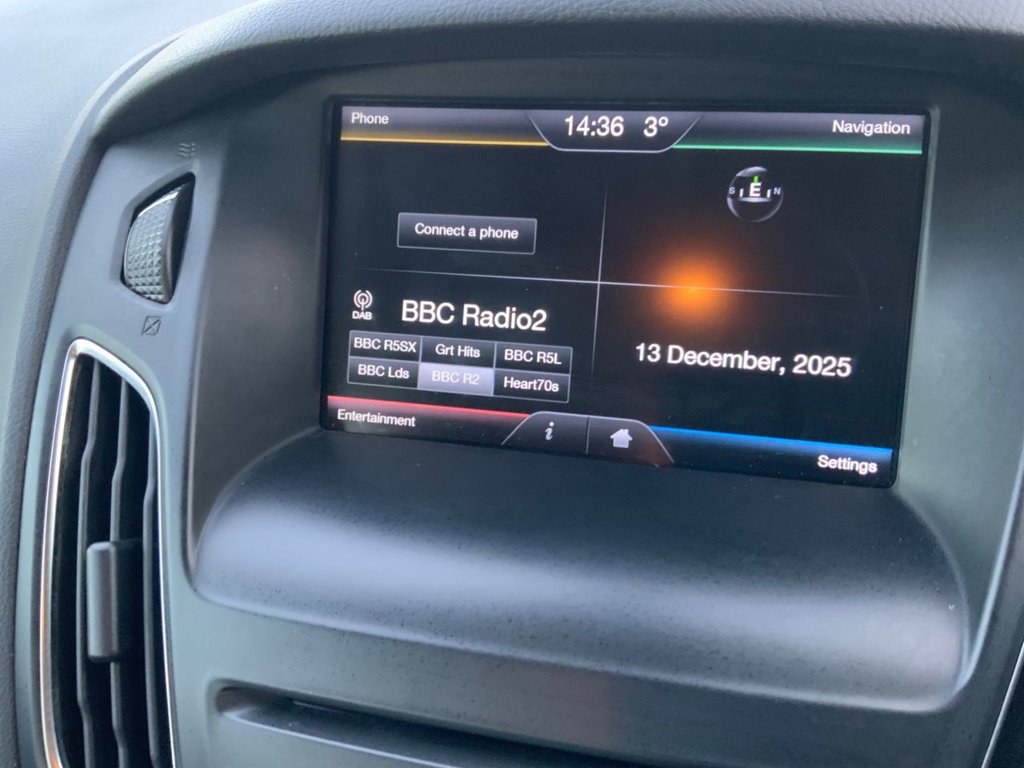 Phone
14:36 3°
Navigation
S E N
Connect a phone
DAB
BBC Radio2
BBC R5SX Grt Hits BBC R5L
BBC Lds BBC R2 Heart70s
13 December, 2025
Entertainment
i
Settings